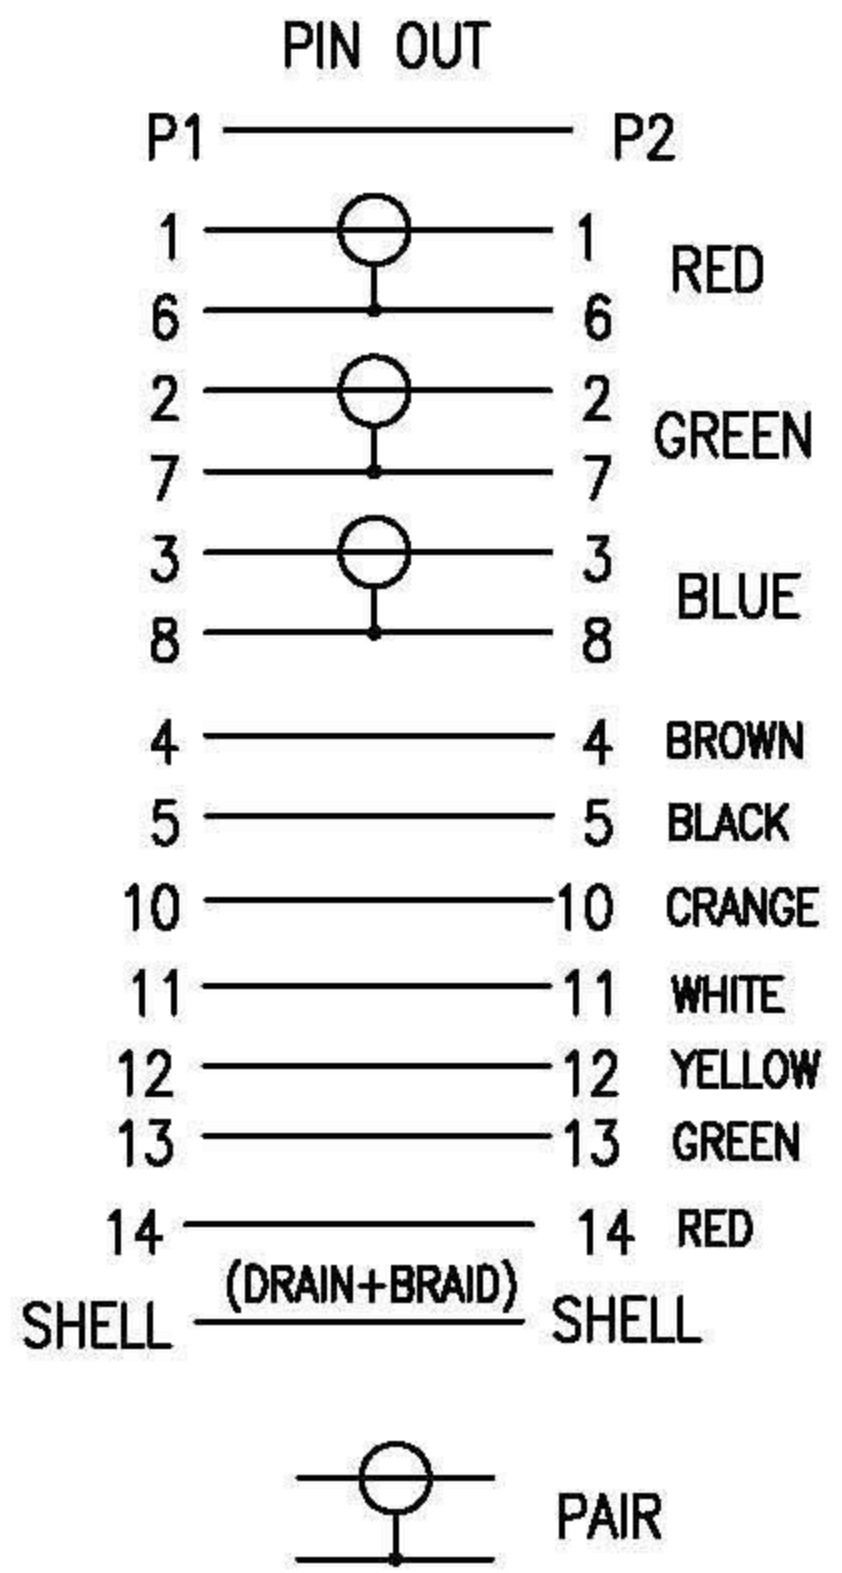 PIN OUT
P1 P2
1 1
RED
6 6
2 2
GREEN
7 7
3 3
BLUE
8 8
4 4 BROWN
5 5 BLACK
10 10 CRANGE
11 11 WHITE
12 12 YELLOW
13 13 GREEN
14 14 RED
(DRAIN+BRAID)
SHELL SHELL
PAIR